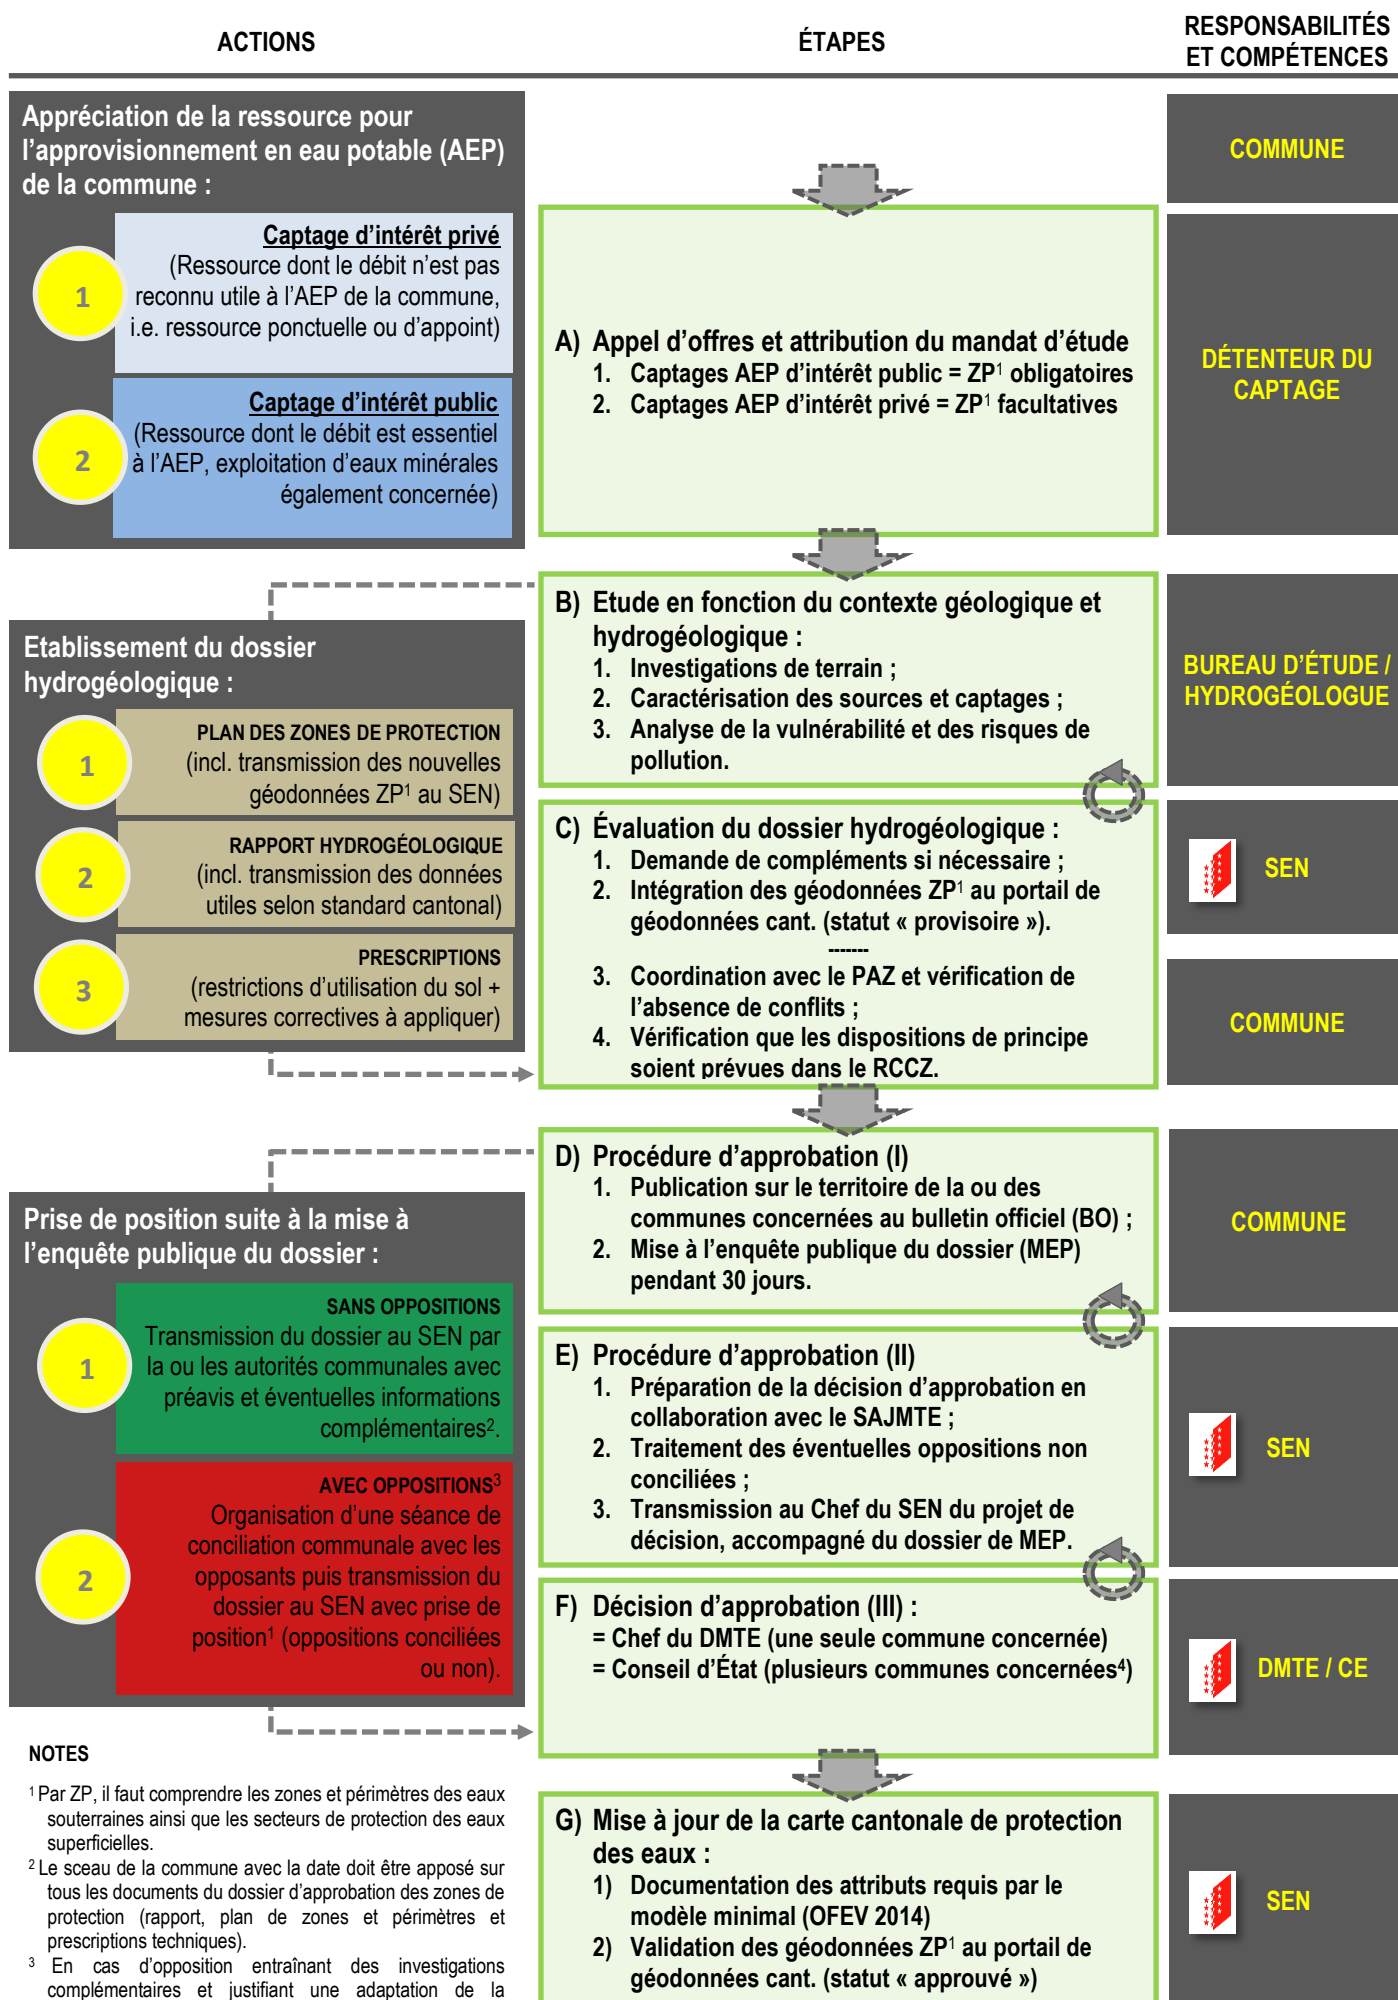 ACTIONS
ÉTAPES
RESPONSABILITÉS
ET COMPÉTENCES
Appréciation de la ressource pour
l’approvisionnement en eau potable (AEP)
de la commune :
1
Captage d’intérêt privé
(Ressource dont le débit n’est pas
reconnu utile à l’AEP de la commune,
i.e. ressource ponctuelle ou d’appoint)
2
Captage d’intérêt public
(Ressource dont le débit est essentiel
à l’AEP, exploitation d’eaux minérales
également concernée)
COMMUNE
A) Appel d’offres et attribution du mandat d’étude
1. Captages AEP d’intérêt public = ZP¹ obligatoires
2. Captages AEP d’intérêt privé = ZP¹ facultatives
DÉTENTEUR DU
CAPTAGE
Etablissement du dossier
hydrogéologique :
1
PLAN DES ZONES DE PROTECTION
(incl. transmission des nouvelles
géodonnées ZP¹ au SEN)
2
RAPPORT HYDROGÉOLOGIQUE
(incl. transmission des données
utiles selon standard cantonal)
3
PRESCRIPTIONS
(restrictions d’utilisation du sol +
mesures correctives à appliquer)
B) Etude en fonction du contexte géologique et
hydrogéologique :
1. Investigations de terrain ;
2. Caractérisation des sources et captages ;
3. Analyse de la vulnérabilité et des risques de
pollution.
BUREAU D’ÉTUDE /
HYDROGÉOLOGUE
C) Évaluation du dossier hydrogéologique :
1. Demande de compléments si nécessaire ;
2. Intégration des géodonnées ZP¹ au portail de
géodonnées cant. (statut « provisoire »).
-------
3. Coordination avec le PAZ et vérification de
l’absence de conflits ;
4. Vérification que les dispositions de principe
soient prévues dans le RCCZ.
SEN
COMMUNE
Prise de position suite à la mise à
l’enquête publique du dossier :
1
SANS OPPOSITIONS
Transmission du dossier au SEN par
la ou les autorités communales avec
préavis et éventuelles informations
complémentaires².
2
AVEC OPPOSITIONS³
Organisation d’une séance de
conciliation communale avec les
opposants puis transmission du
dossier au SEN avec prise de
position¹ (oppositions conciliées
ou non).
D) Procédure d’approbation (I)
1. Publication sur le territoire de la ou des
communes concernées au bulletin officiel (BO) ;
2. Mise à l’enquête publique du dossier (MEP)
pendant 30 jours.
COMMUNE
E) Procédure d’approbation (II)
1. Préparation de la décision d’approbation en
collaboration avec le SAJMTE ;
2. Traitement des éventuelles oppositions non
conciliées ;
3. Transmission au Chef du SEN du projet de
décision, accompagné du dossier de MEP.
SEN
F) Décision d’approbation (III) :
= Chef du DMTE (une seule commune concernée)
= Conseil d’État (plusieurs communes concernées⁴)
DMTE / CE
G) Mise à jour de la carte cantonale de protection
des eaux :
1) Documentation des attributs requis par le
modèle minimal (OFEV 2014)
2) Validation des géodonnées ZP¹ au portail de
géodonnées cant. (statut « approuvé »)
SEN
NOTES
¹ Par ZP, il faut comprendre les zones et périmètres des eaux
souterraines ainsi que les secteurs de protection des eaux
superficielles.
² Le sceau de la commune avec la date doit être apposé sur
tous les documents du dossier d’approbation des zones de
protection (rapport, plan de zones et périmètres et
prescriptions techniques).
³ En cas d’opposition entraînant des investigations
complémentaires et justifiant une adaptation de la